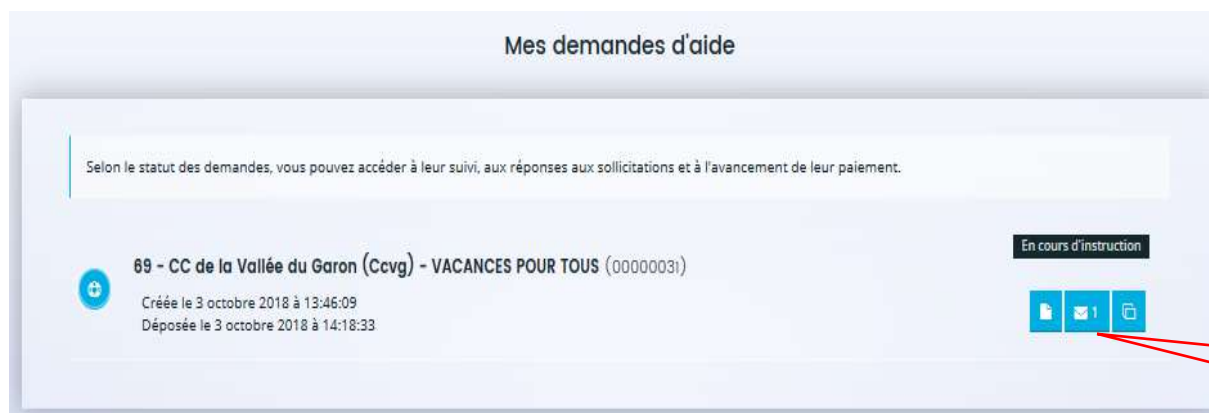 Mes demandes d'aide
Selon le statut des demandes, vous pouvez accéder à leur suivi, aux réponses aux sollicitations et à l'avancement de leur paiement.
En cours d'instruction
69 - CC de la Vallée du Garon (Ccvg) - VACANCES POUR TOUS (00000031)
Créée le 3 octobre 2018 à 13:46:09
Déposée le 3 octobre 2018 à 14:18:33
1